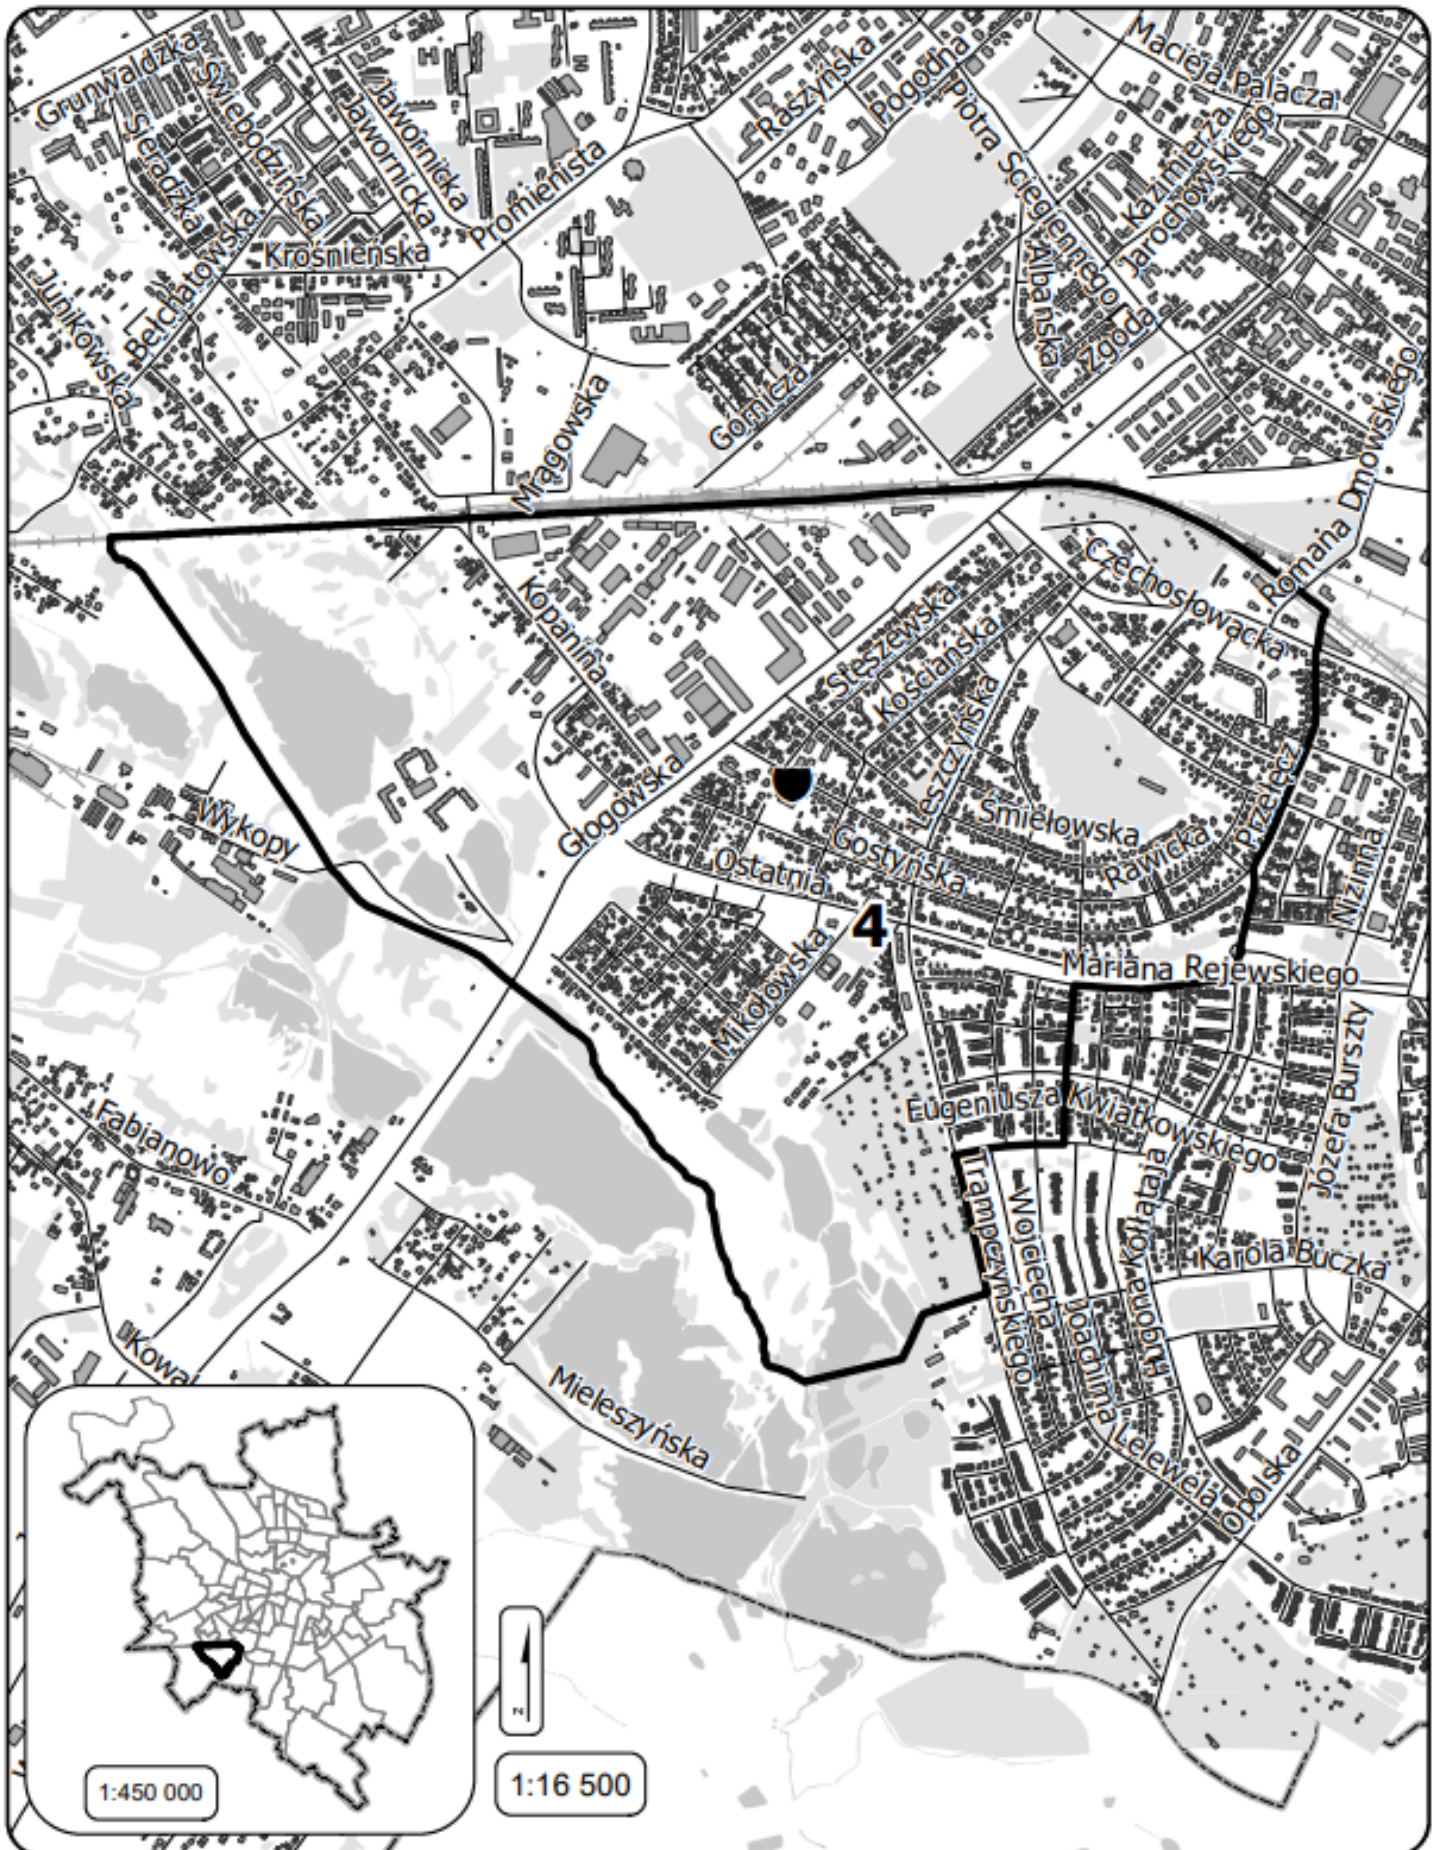 Grunwaldzka
Świebodzińska
Sieradzka
Jawornicka
Jawornicka
Promienista
Raszyńska
Pogodna
Macieja Palacza
Piotra Ściegiennego
Kazimierza
Jarochowskiego
Krośnieńska
Bełchatowska
Junikowska
Albańska
Zgoda
Górnicza
Mrągowska
Romana Dmowskiego
Czechosłowacka
Kopanina
Stęszewska
Kościańska
Leszczyńska
Głogowska
Wykopy
Śmiełowska
Rawicka
Przełęcz
Nizinna
Gostyńska
Ostatnia
4
Mikołowska
Mariana Rejewskiego
Józefa Burszty
Eugeniusza Kwiatkowskiego
Fabianowo
Trąmpczyńskiego
Wojciecha
Joachima Lelewela
Hugona Kołłątaja
Karola Buczka
Opolska
Mieleszyńska
Kowal
1:450 000
z
1:16 500